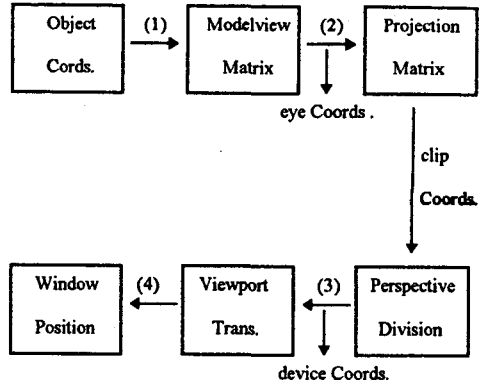 Object
Cords.
(1)
Modelview
Matrix
(2)
Projection
Matrix
eye Coords .
clip
Coords.
Window
Position
(4)
Viewport
Trans.
(3)
Perspective
Division
device Coords.